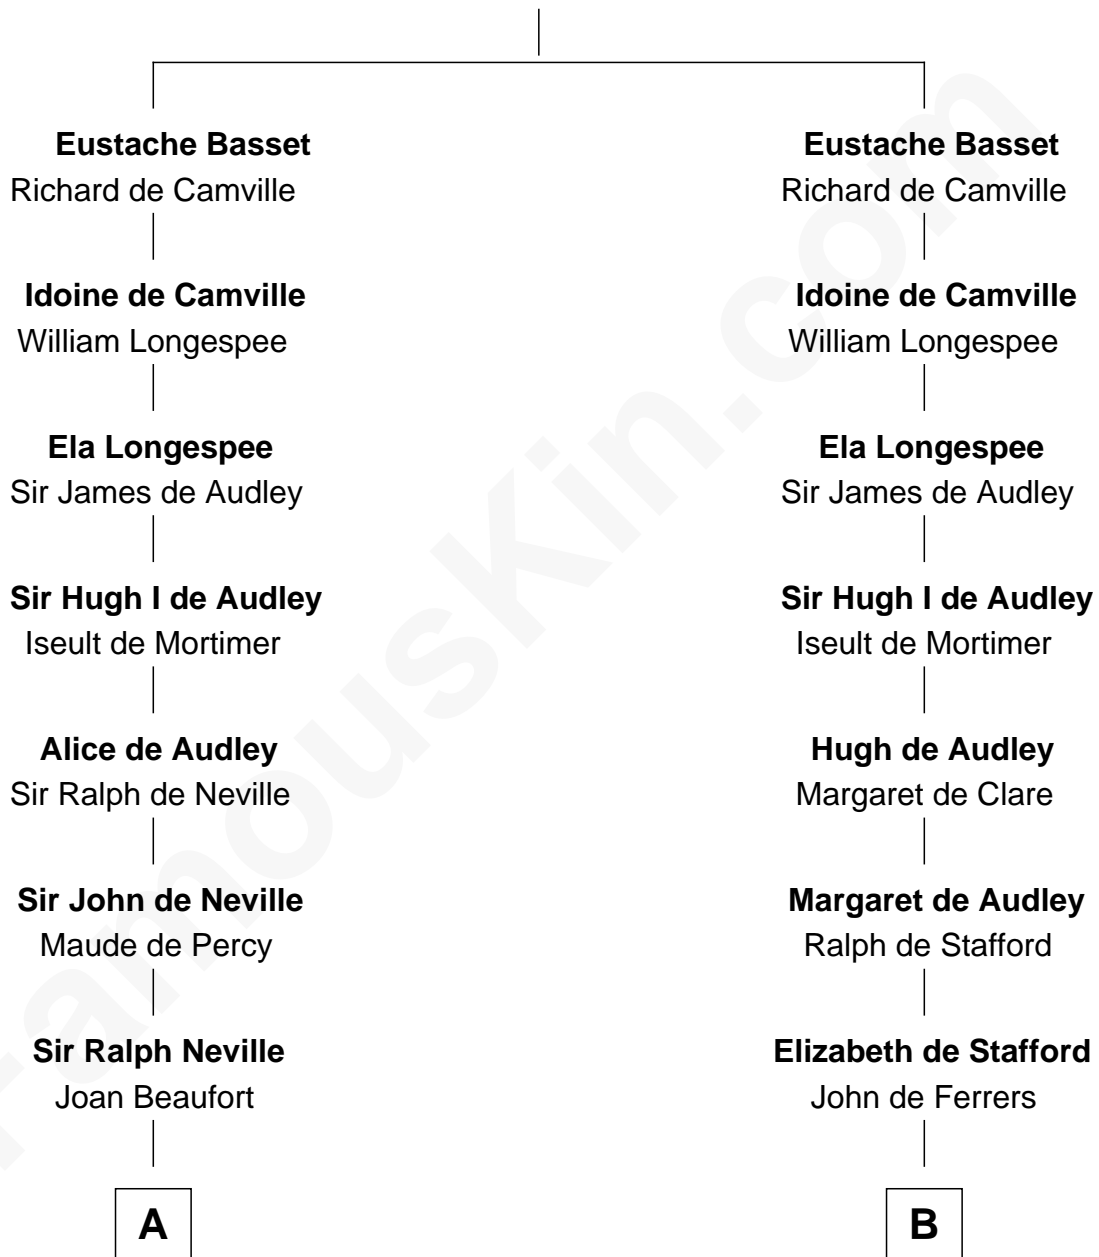 Eustache Basset
Richard de Camville
Idoine de Camville
William Longespee
Ela Longespee
Sir James de Audley
Sir Hugh I de Audley
Iseult de Mortimer
Alice de Audley
Sir Ralph de Neville
Sir John de Neville
Maude de Percy
Sir Ralph Neville
Joan Beaufort
A
Eustache Basset
Richard de Camville
Idoine de Camville
William Longespee
Ela Longespee
Sir James de Audley
Sir Hugh I de Audley
Iseult de Mortimer
Hugh de Audley
Margaret de Clare
Margaret de Audley
Ralph de Stafford
Elizabeth de Stafford
John de Ferrers
B
FamousKin.com